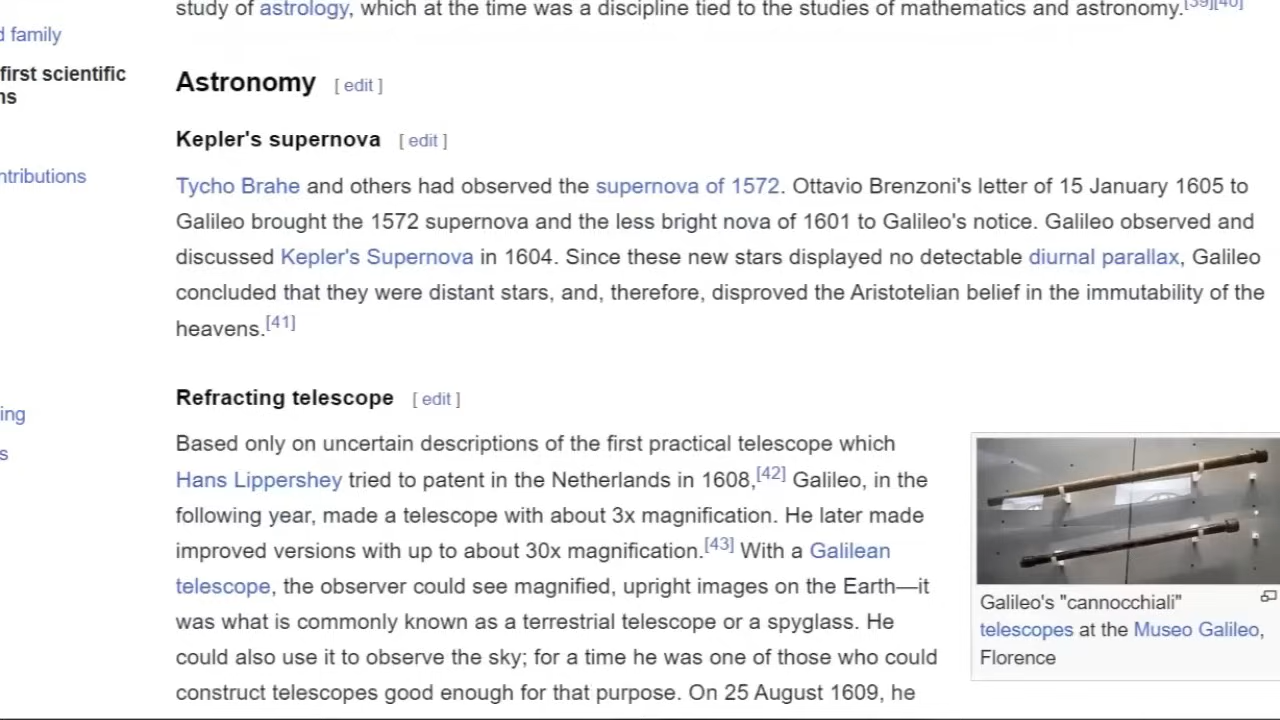 study of astrology, which at the time was a discipline tied to the studies of mathematics and astronomy.[39][40]
d family
first scientific
ns
Astronomy [ edit ]
Kepler's supernova [ edit ]
ntributions
Tycho Brahe and others had observed the supernova of 1572. Ottavio Brenzoni's letter of 15 January 1605 to
Galileo brought the 1572 supernova and the less bright nova of 1601 to Galileo's notice. Galileo observed and
discussed Kepler's Supernova in 1604. Since these new stars displayed no detectable diurnal parallax, Galileo
concluded that they were distant stars, and, therefore, disproved the Aristotelian belief in the immutability of the
heavens.[41]
Refracting telescope [ edit ]
ing
s
Based only on uncertain descriptions of the first practical telescope which
Hans Lippershey tried to patent in the Netherlands in 1608,[42] Galileo, in the
following year, made a telescope with about 3x magnification. He later made
improved versions with up to about 30x magnification.[43] With a Galilean
telescope, the observer could see magnified, upright images on the Earth—it
was what is commonly known as a terrestrial telescope or a spyglass. He
could also use it to observe the sky; for a time he was one of those who could
construct telescopes good enough for that purpose. On 25 August 1609, he
Galileo's "cannocchiali"
telescopes at the Museo Galileo,
Florence